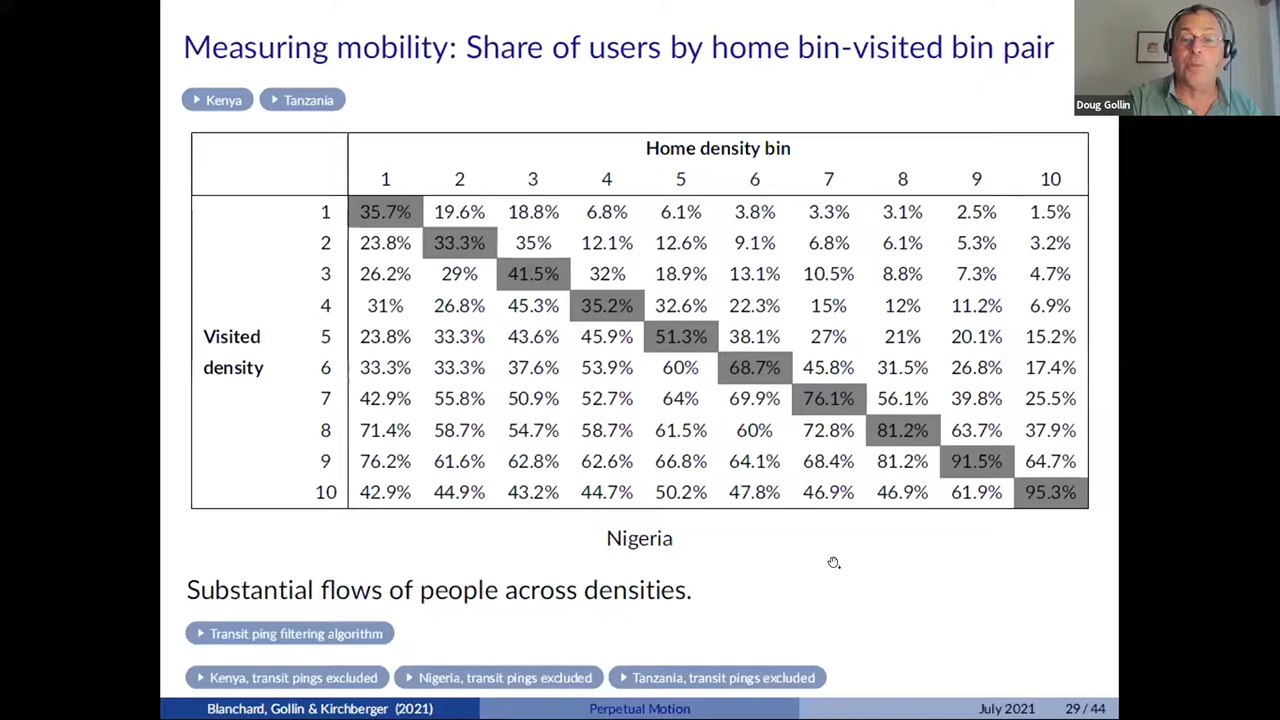 Measuring mobility: Share of users by home bin-visited bin pair
Doug Gollin
Kenya Tanzania
Home density bin
1 2 3 4 5 6 7 8 9 10
1 35.7% 19.6% 18.8% 6.8% 6.1% 3.8% 3.3% 3.1% 2.5% 1.5%
2 23.8% 33.3% 35% 12.1% 12.6% 9.1% 6.8% 6.1% 5.3% 3.2%
3 26.2% 29% 41.5% 32% 18.9% 13.1% 10.5% 8.8% 7.3% 4.7%
4 31% 26.8% 45.3% 35.2% 32.6% 22.3% 15% 12% 11.2% 6.9%
Visited 5 23.8% 33.3% 43.6% 45.9% 51.3% 38.1% 27% 21% 20.1% 15.2%
density 6 33.3% 33.3% 37.6% 53.9% 60% 68.7% 45.8% 31.5% 26.8% 17.4%
7 42.9% 55.8% 50.9% 52.7% 64% 69.9% 76.1% 56.1% 39.8% 25.5%
8 71.4% 58.7% 54.7% 58.7% 61.5% 60% 72.8% 81.2% 63.7% 37.9%
9 76.2% 61.6% 62.8% 62.6% 66.8% 64.1% 68.4% 81.2% 91.5% 64.7%
10 42.9% 44.9% 43.2% 44.7% 50.2% 47.8% 46.9% 46.9% 61.9% 95.3%
Nigeria
Substantial flows of people across densities.
Transit ping filtering algorithm
Kenya, transit pings excluded Nigeria, transit pings excluded Tanzania, transit pings excluded
Blanchard, Gollin & Kirchberger (2021) Perpetual Motion July 2021 29 / 44